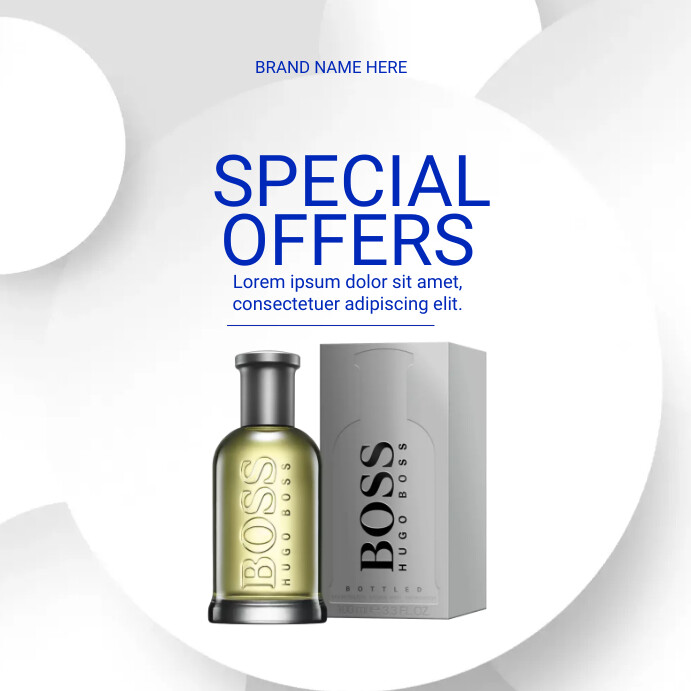 BRAND NAME HERE
SPECIAL
OFFERS
Lorem ipsum dolor sit amet,
consectetuer adipiscing elit.
BOSS
HUGO BOSS
BOSS
HUGO BOSS
BOTTLED